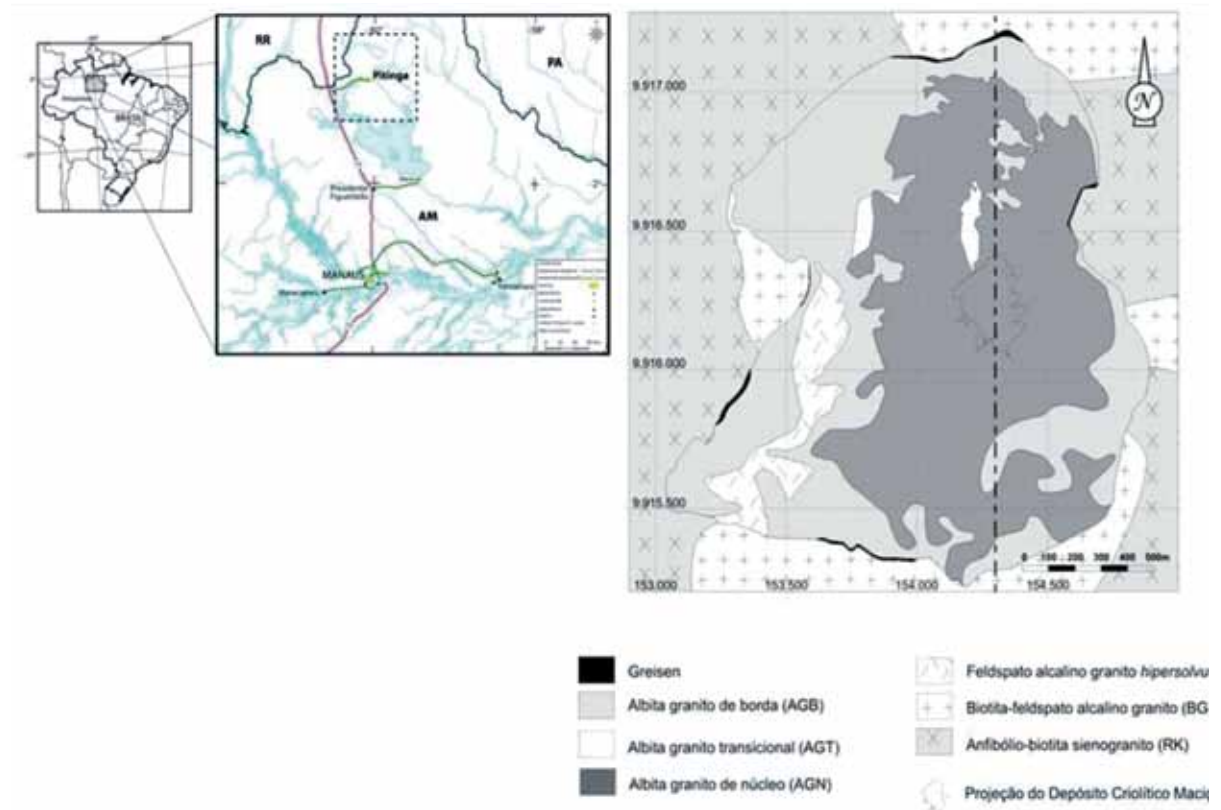 RR
PA
Pitinga
Presidente
Figueiredo
AM
MANAUS
BRASIL
9.917.000
9.916.500
9.916.000
9.915.500
153.000
153.500
154.000
154.500
0 100 200 300 400 500m
N
Greisen
Albita granito de borda (AGB)
Albita granito transicional (AGT)
Albita granito de núcleo (AGN)
Feldspato alcalino granito hipersolvu
Biotita-feldspato alcalino granito (BG
Anfibólio-biotita sienogranito (RK)
Projeção do Depósito Criolítico Maciç